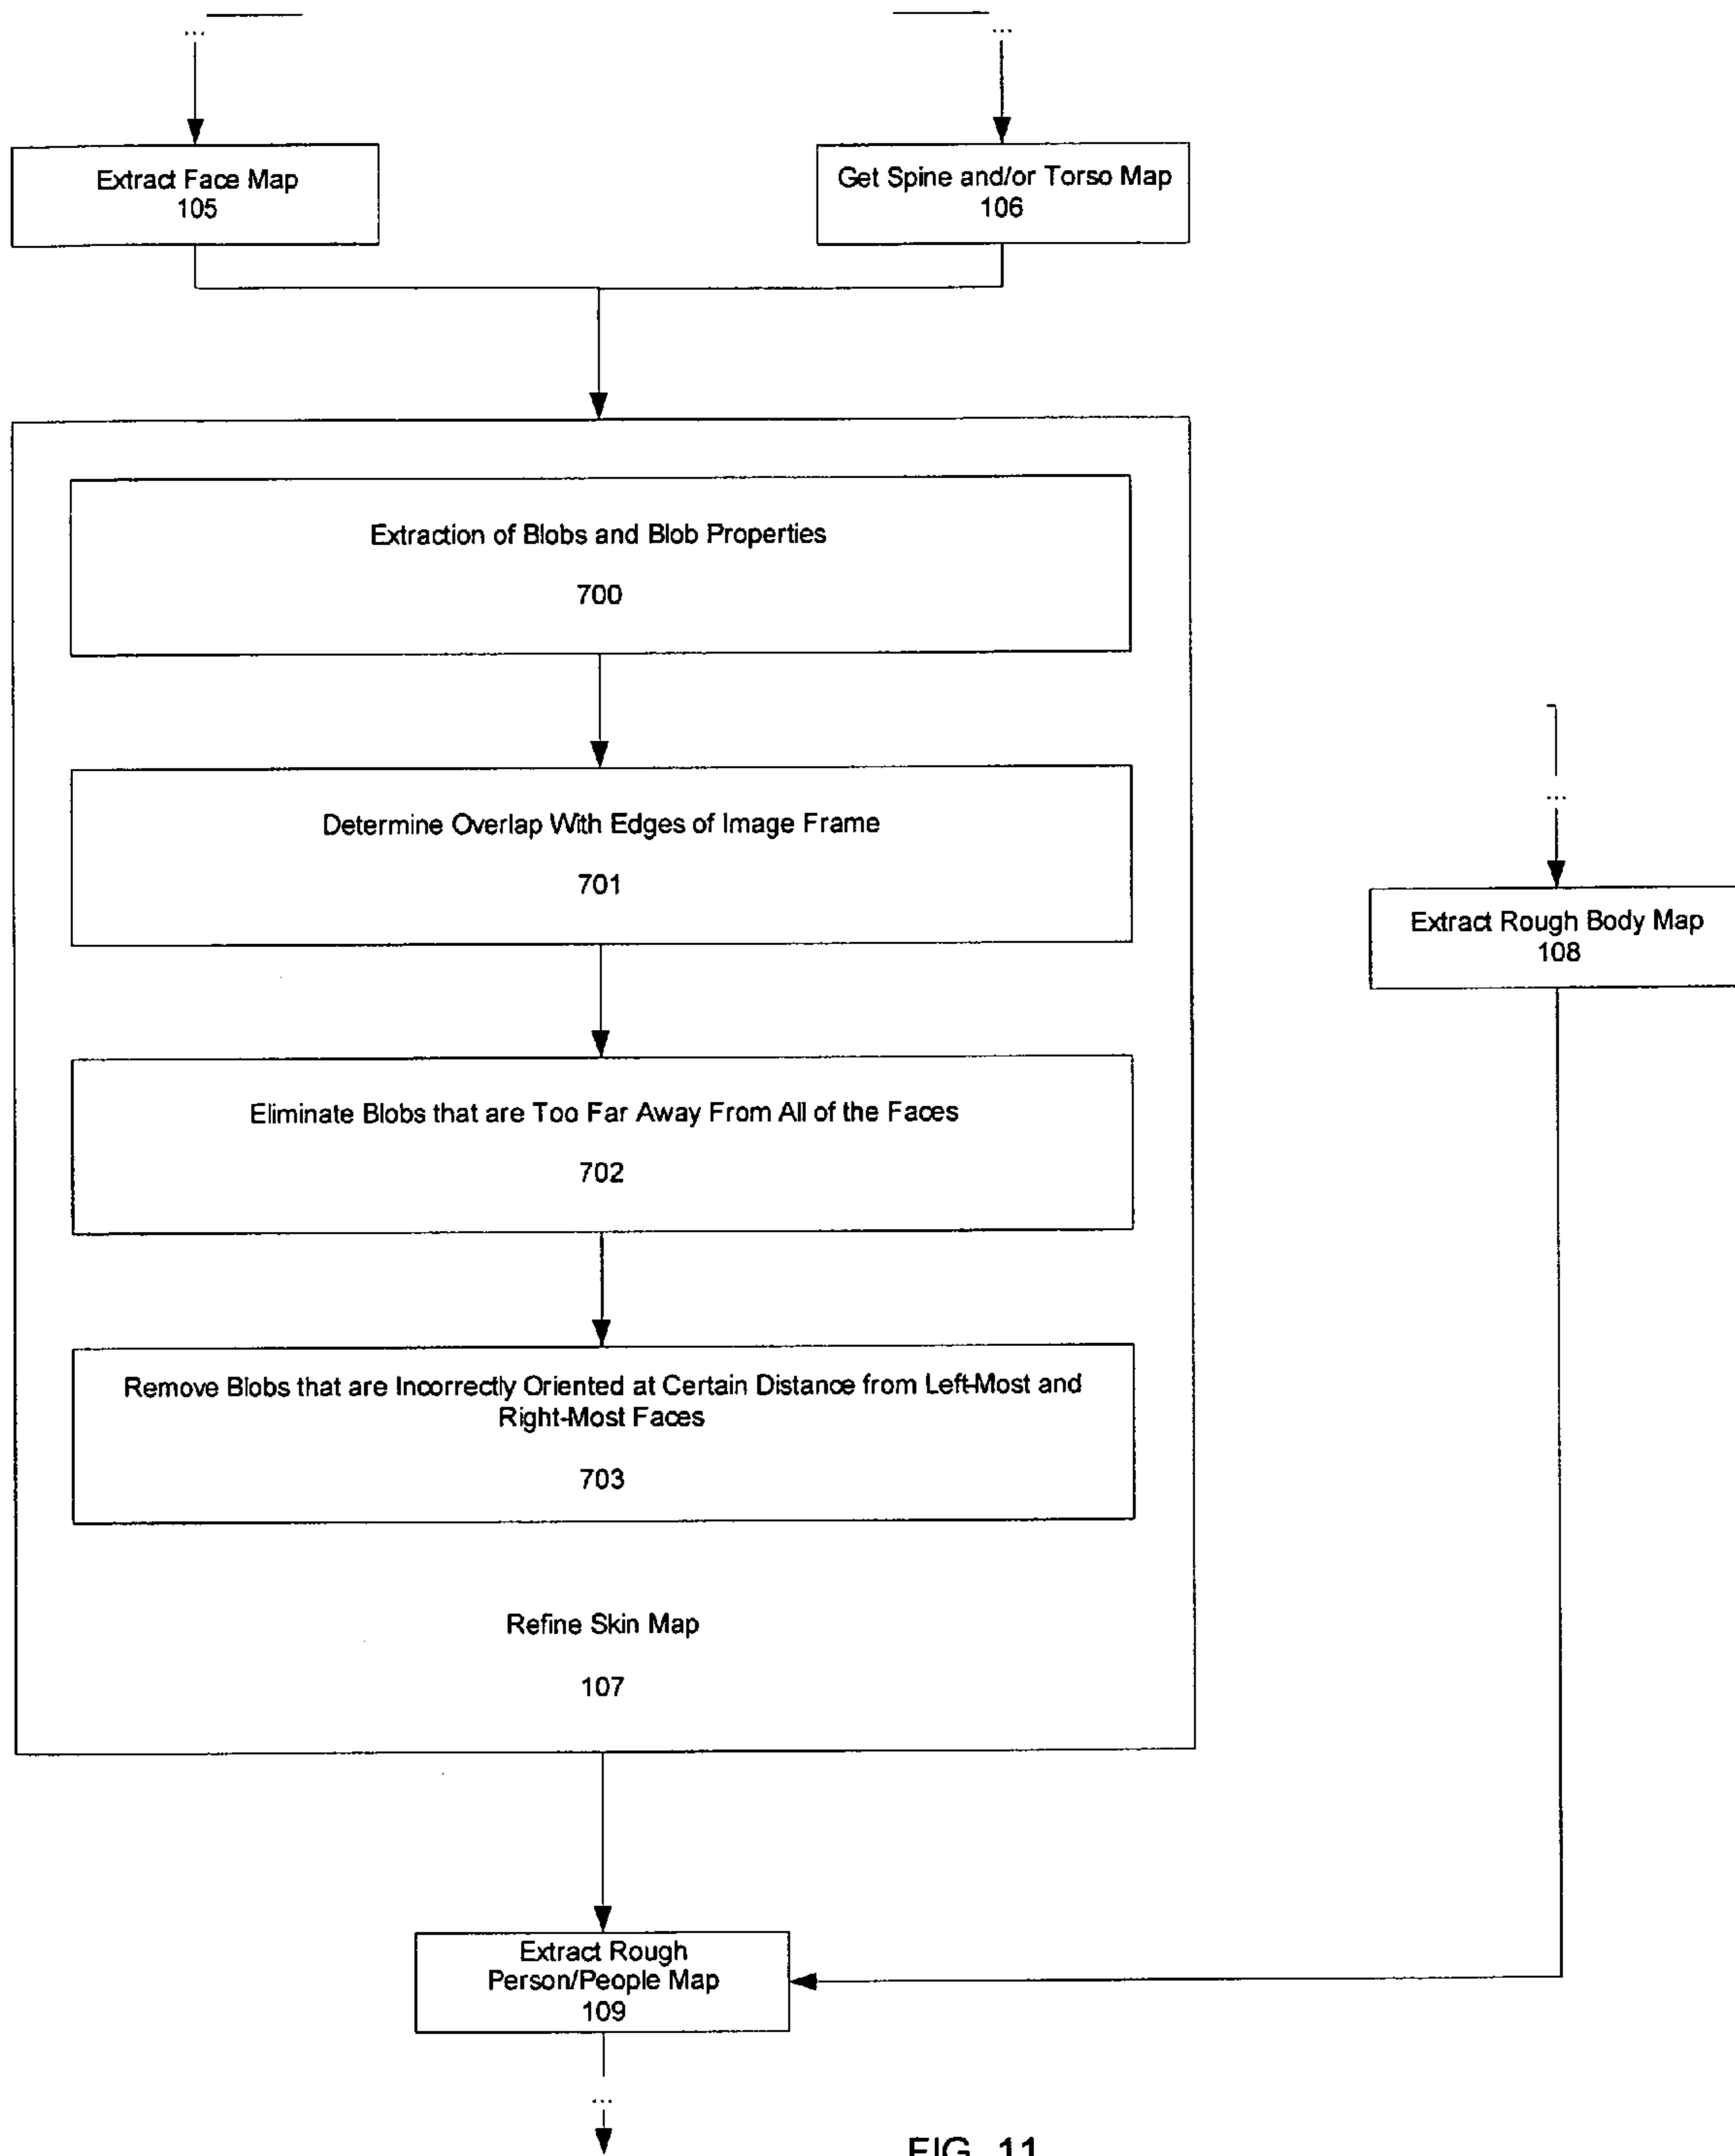 ...
...
Extract Face Map
105
Get Spine and/or Torso Map
106
Extraction of Blobs and Blob Properties
700
Determine Overlap With Edges of Image Frame
701
...
Extract Rough Body Map
108
Eliminate Blobs that are Too Far Away From All of the Faces
702
Remove Blobs that are Incorrectly Oriented at Certain Distance from Left-Most and
Right-Most Faces
703
Refine Skin Map
107
Extract Rough
Person/People Map
109
...
FIG. 11